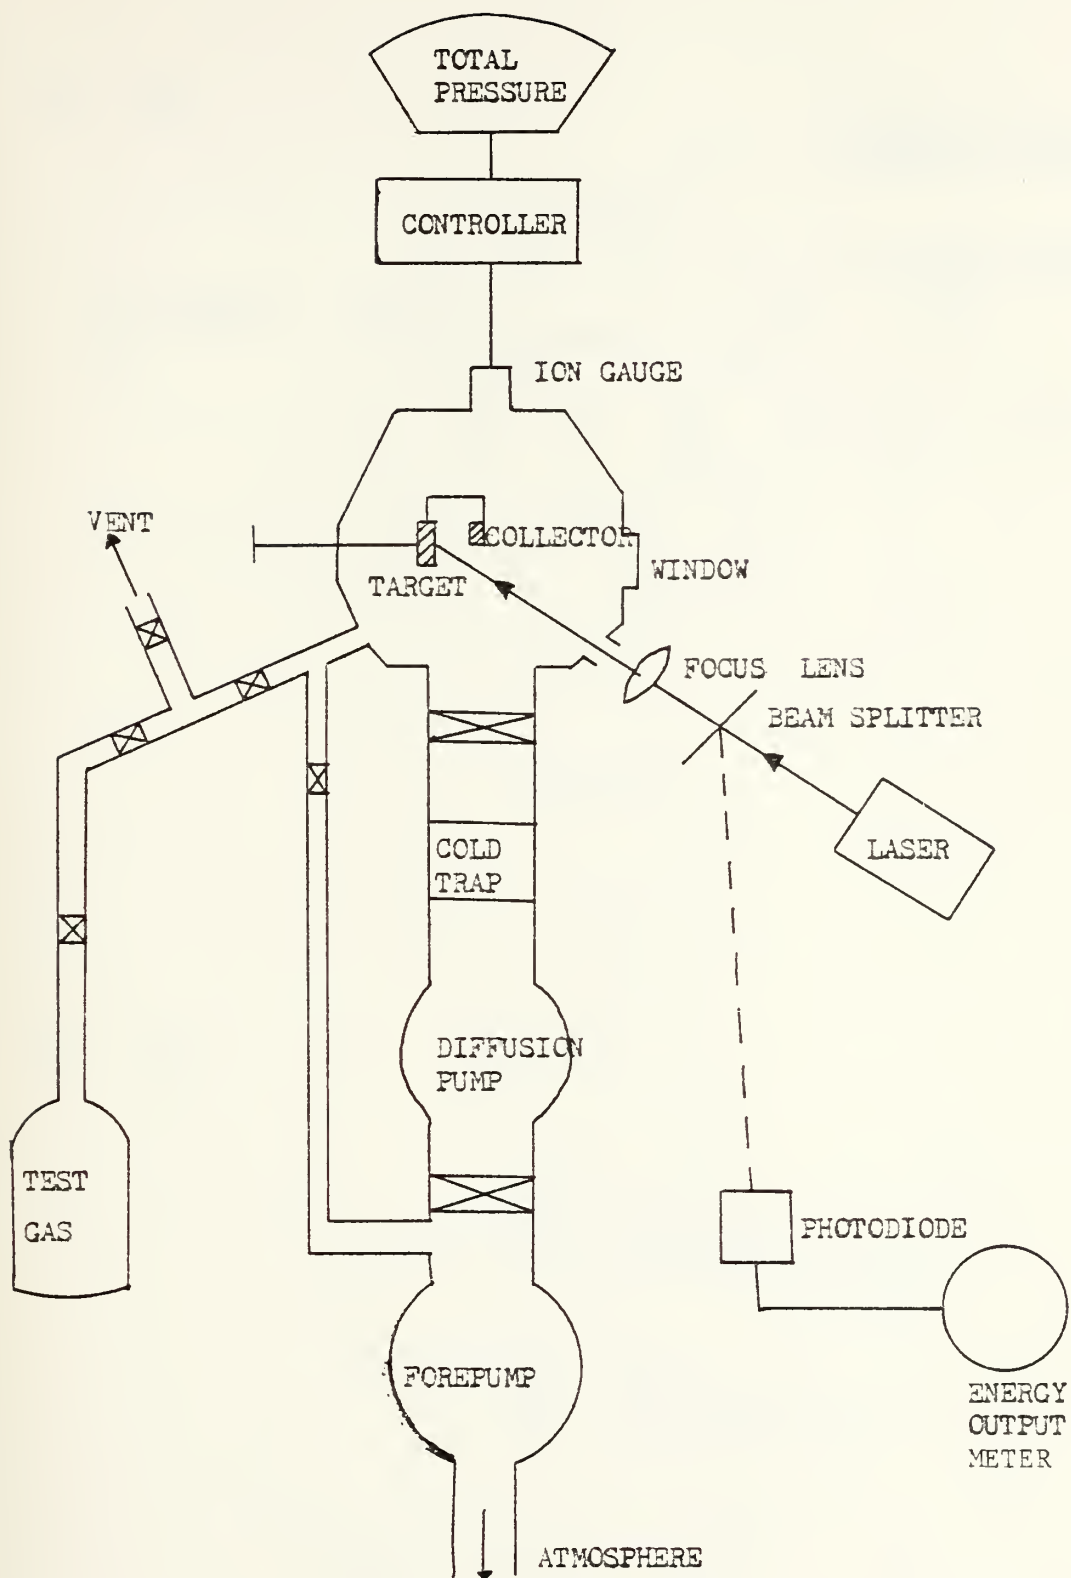 TOTAL
PRESSURE
CONTROLLER
ION GAUGE
VENT
COLLECTOR
TARGET
WINDOW
FOCUS LENS
BEAM SPLITTER
LASER
COLD
TRAP
DIFFUSION
PUMP
TEST
GAS
PHOTODIODE
FOREPUMP
ENERGY
OUTPUT
METER
ATMOSPHERE